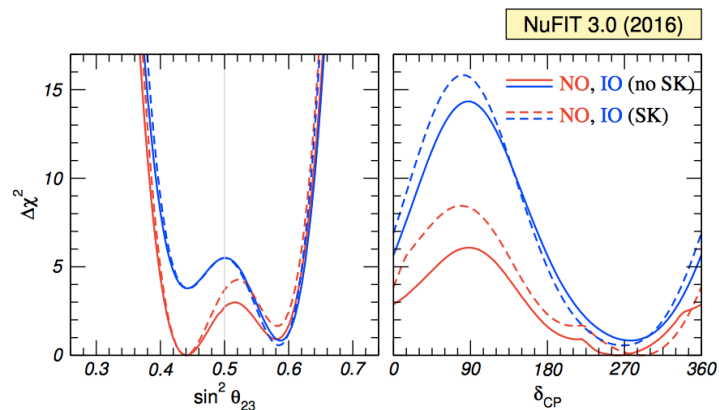 NuFIT 3.0 (2016)
NO, IO (no SK)
NO, IO (SK)
Δχ²
15
10
5
0
0.3 0.4 0.5 0.6 0.7
sin² θ₂₃
0 90 180 270 360
δCP